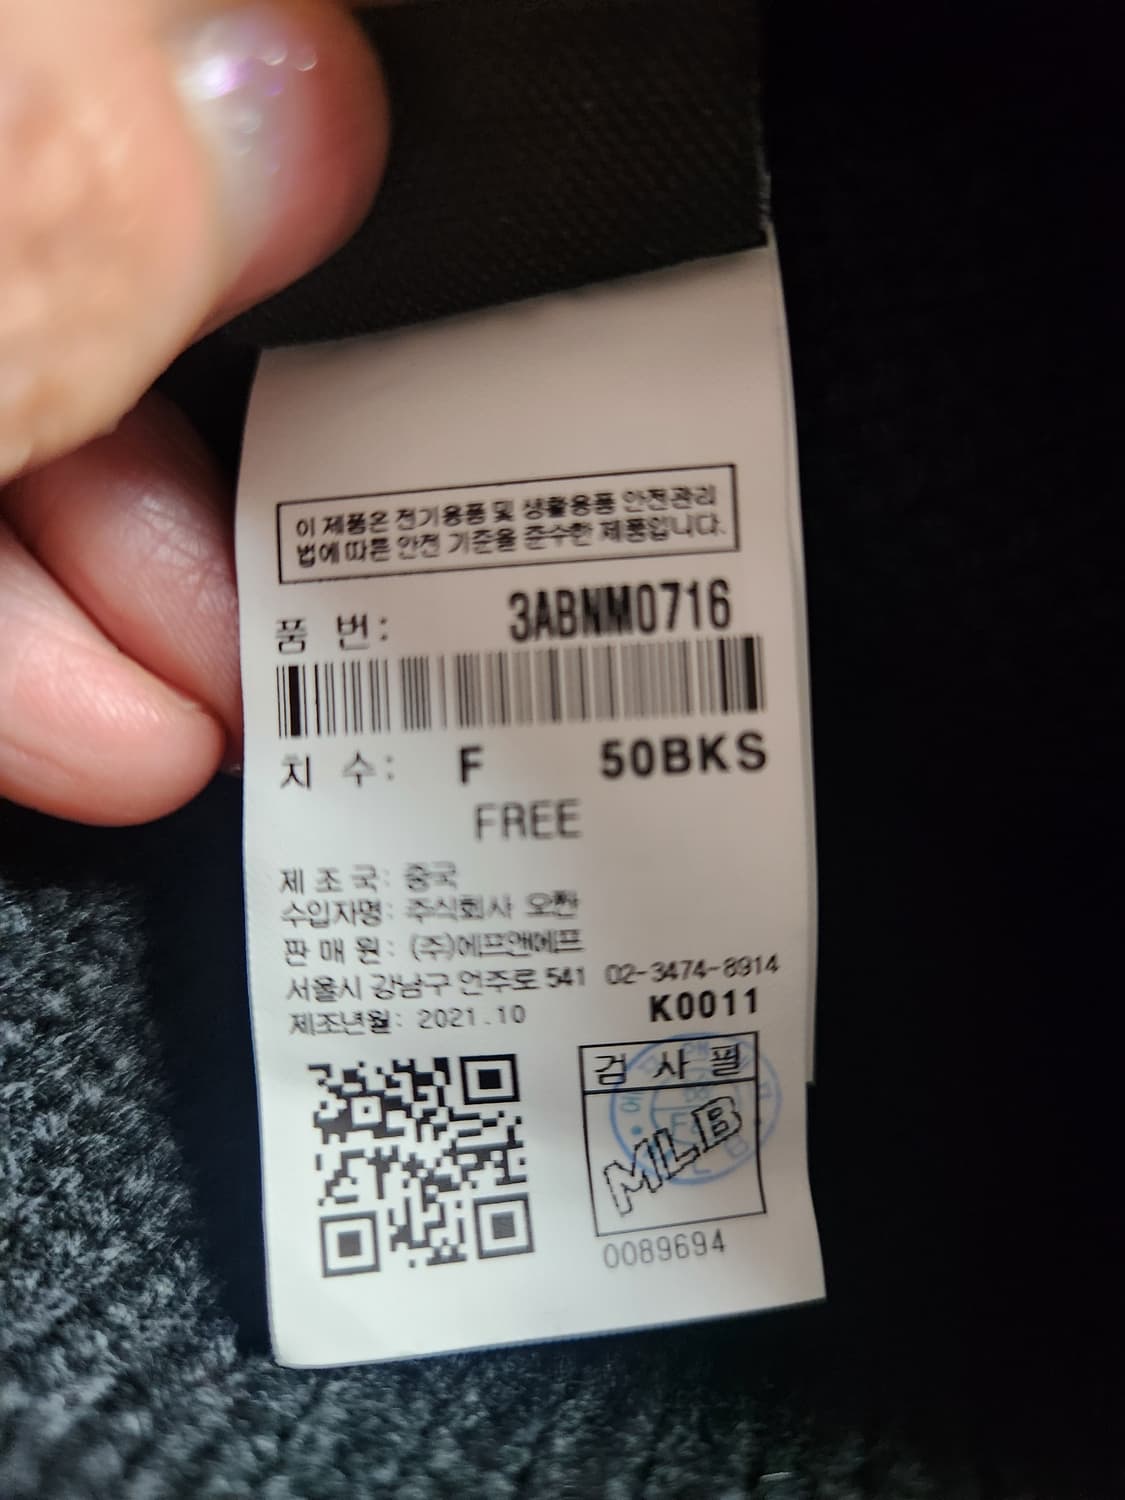 이 제품은 전기용품 및 생활용품 안전관리
법에 따른 안전 기준을 준수한 제품입니다.
품 번: 3ABNM0716
치 수: F 50BKS
FREE
제 조 국: 중국
수입자명: 주식회사
판 매 원: (주)에프앤에프
서울시 강남구 언주로 541 02-3474-8914
제조년월: 2021.10 K0011
검 사 필
MLB
0089694